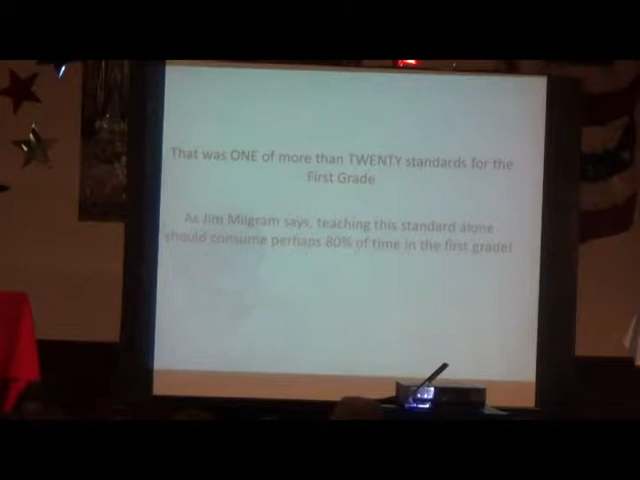 That was ONE of more than TWENTY standards for the
First Grade
As Jim Milgram says, teaching this standard alone
should consume perhaps 80% of time in the first grade!